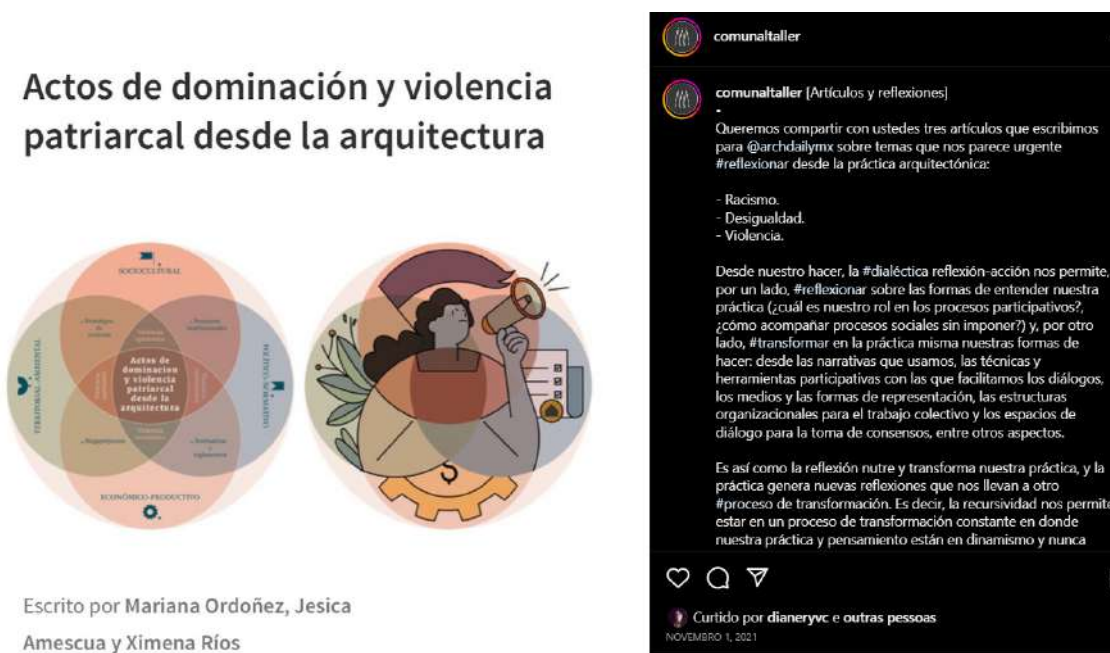 Actos de dominación y violencia
patriarcal desde la arquitectura
SOCIOCULTURAL
TERRITORIAL-AMBIENTAL
Actos de
dominación
y violencia
patriarcal
desde la
arquitectura
ECONÓMICO-PRODUCTIVO
$
Escrito por Mariana Ordoñez, Jesica
Amescua y Ximena Ríos
comunaltaller
comunaltaller [Artículos y reflexiones]
-
Queremos compartir con ustedes tres artículos que escribimos
para @archdailymx sobre temas que nos parece urgente
#reflexionar desde la práctica arquitectónica:
- Racismo.
- Desigualdad.
- Violencia.
Desde nuestro hacer, la #dialéctica reflexión-acción nos permite,
por un lado, #reflexionar sobre las formas de entender nuestra
práctica (¿cuál es nuestro rol en los procesos participativos?,
¿cómo acompañar procesos sociales sin imponer?) y, por otro
lado, #transformar en la práctica misma nuestras formas de
hacer: desde las narrativas que usamos, las técnicas y
herramientas participativas con las que facilitamos los diálogos,
los medios y las formas de representación, las estructuras
organizacionales para el trabajo colectivo y los espacios de
diálogo para la toma de consensos, entre otros aspectos.
Es así como la reflexión nutre y transforma nuestra práctica, y la
práctica genera nuevas reflexiones que nos llevan a otro
#proceso de transformación. Es decir, la recursividad nos permite
estar en un proceso de transformación constante en donde
nuestra práctica y pensamiento están en dinamismo y nunca
Curtido por dianeryvc e outras pessoas
NOVEMBRO 1, 2021